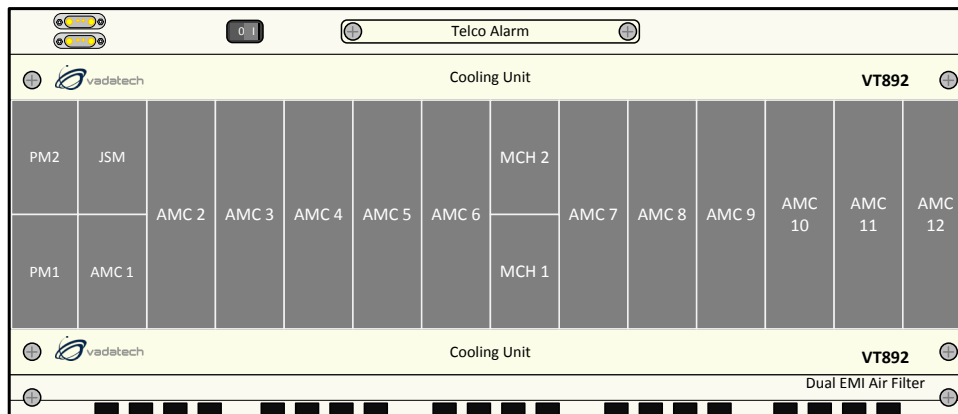 0 I
Telco Alarm
vadatech
Cooling Unit
VT892
PM2
JSM
MCH 2
AMC 2
AMC 3
AMC 4
AMC 5
AMC 6
AMC 7
AMC 8
AMC 9
AMC
10
AMC
11
AMC
12
PM1
AMC 1
MCH 1
vadatech
Cooling Unit
VT892
Dual EMI Air Filter